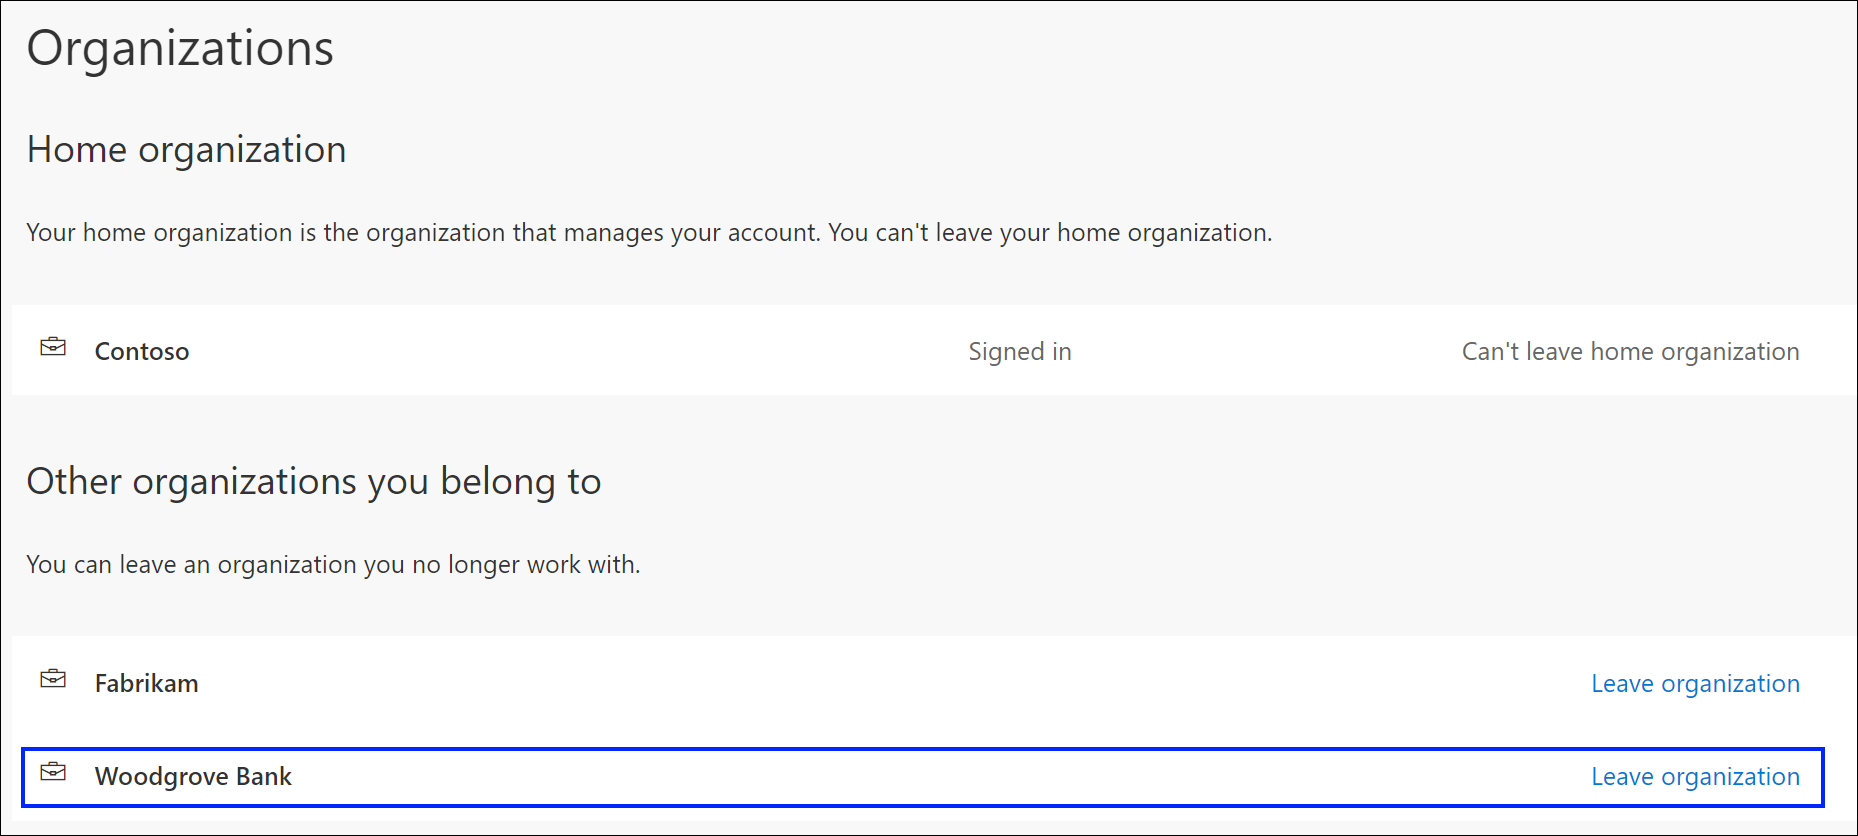 Organizations
Home organization
Your home organization is the organization that manages your account. You can't leave your home organization.
Contoso Signed in Can't leave home organization
Other organizations you belong to
You can leave an organization you no longer work with.
Fabrikam Leave organization
Woodgrove Bank Leave organization